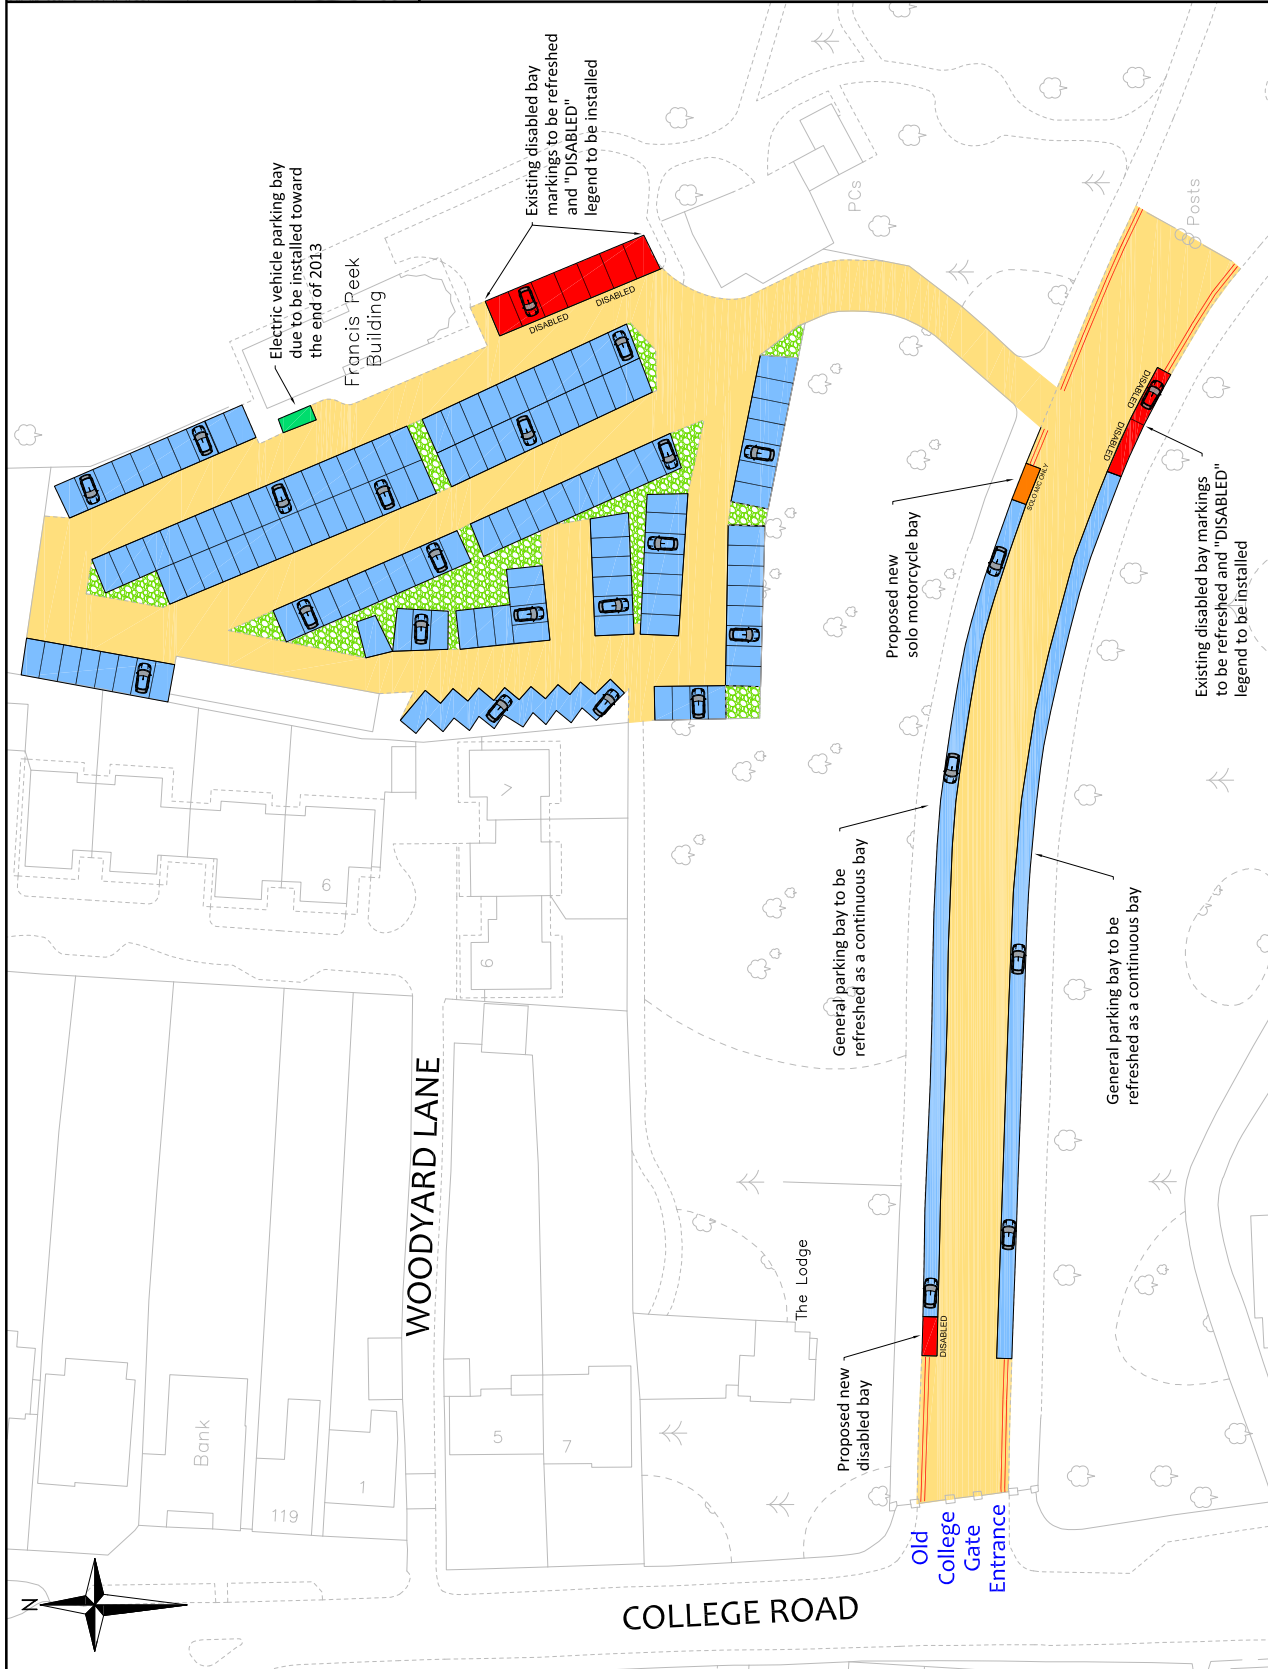 Existing disabled bay
markings to be refreshed
and "DISABLED"
legend to be installed
Electric vehicle parking bay
due to be installed toward
the end of 2013
Francis Peek
Building
PCs
Posts
DISABLED
DISABLED
DISABLED
DISABLED
SOLO M/C ONLY
Proposed new
solo motorcycle bay
Existing disabled bay markings
to be refreshed and "DISABLED"
legend to be installed
General parking bay to be
refreshed as a continuous bay
General parking bay to be
refreshed as a continuous bay
7
6
6
WOODYARD LANE
The Lodge
Proposed new
disabled bay
DISABLED
Bank
119
1
5
7
Old
College
Gate
Entrance
COLLEGE ROAD
N